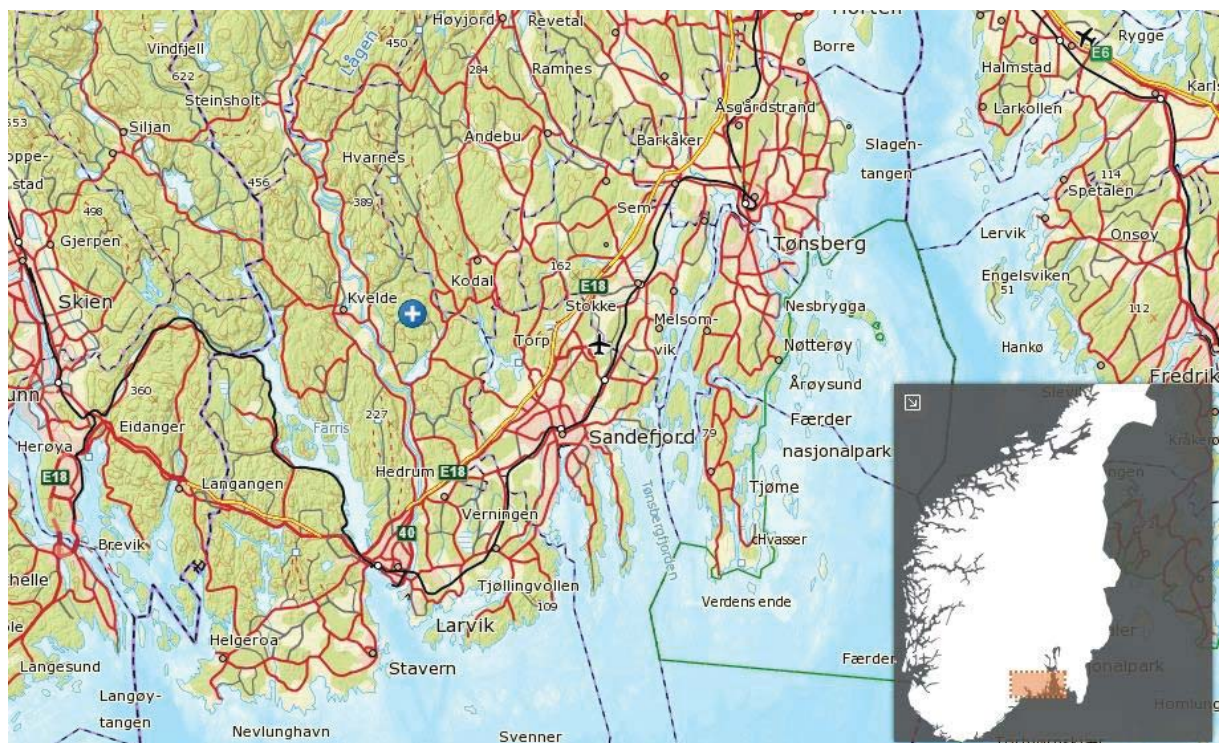 Høyjord
Revetal
Horten
Vindfjell
Lågen
450
Borre
Rygge
E6
622
284
Ramnes
Halmstad
Steinsholt
Åsgårdstrand
Larkollen
553
Siljan
Andebu
Barkåker
Slagen-
tangen
Hvarnes
114
Spetalen
stad
456
389
Sem
498
Gjerpen
Lervik
Onsøy
Tønsberg
162
Kodal
Engelsviken
51
Skien
Kvelde
E18
Stokke
Nesbrygga
112
Torp
Melsom-
vik
Nøtterøy
Hankø
360
Årøysund
Fredrik
227
Eidanger
Farris
Færder
nasjonalpark
Herøya
Sandefjord
79
Hedrum
E18
E18
Langangen
Tjøme
Verningen
Tønsbergfjorden
40
Brevik
Hvasser
Tjøllingvollen
109
Verdens ende
Larvik
Helgeroa
Langesund
Stavern
Færder
Langøy-
tangen
Nevlunghavn
Svenner